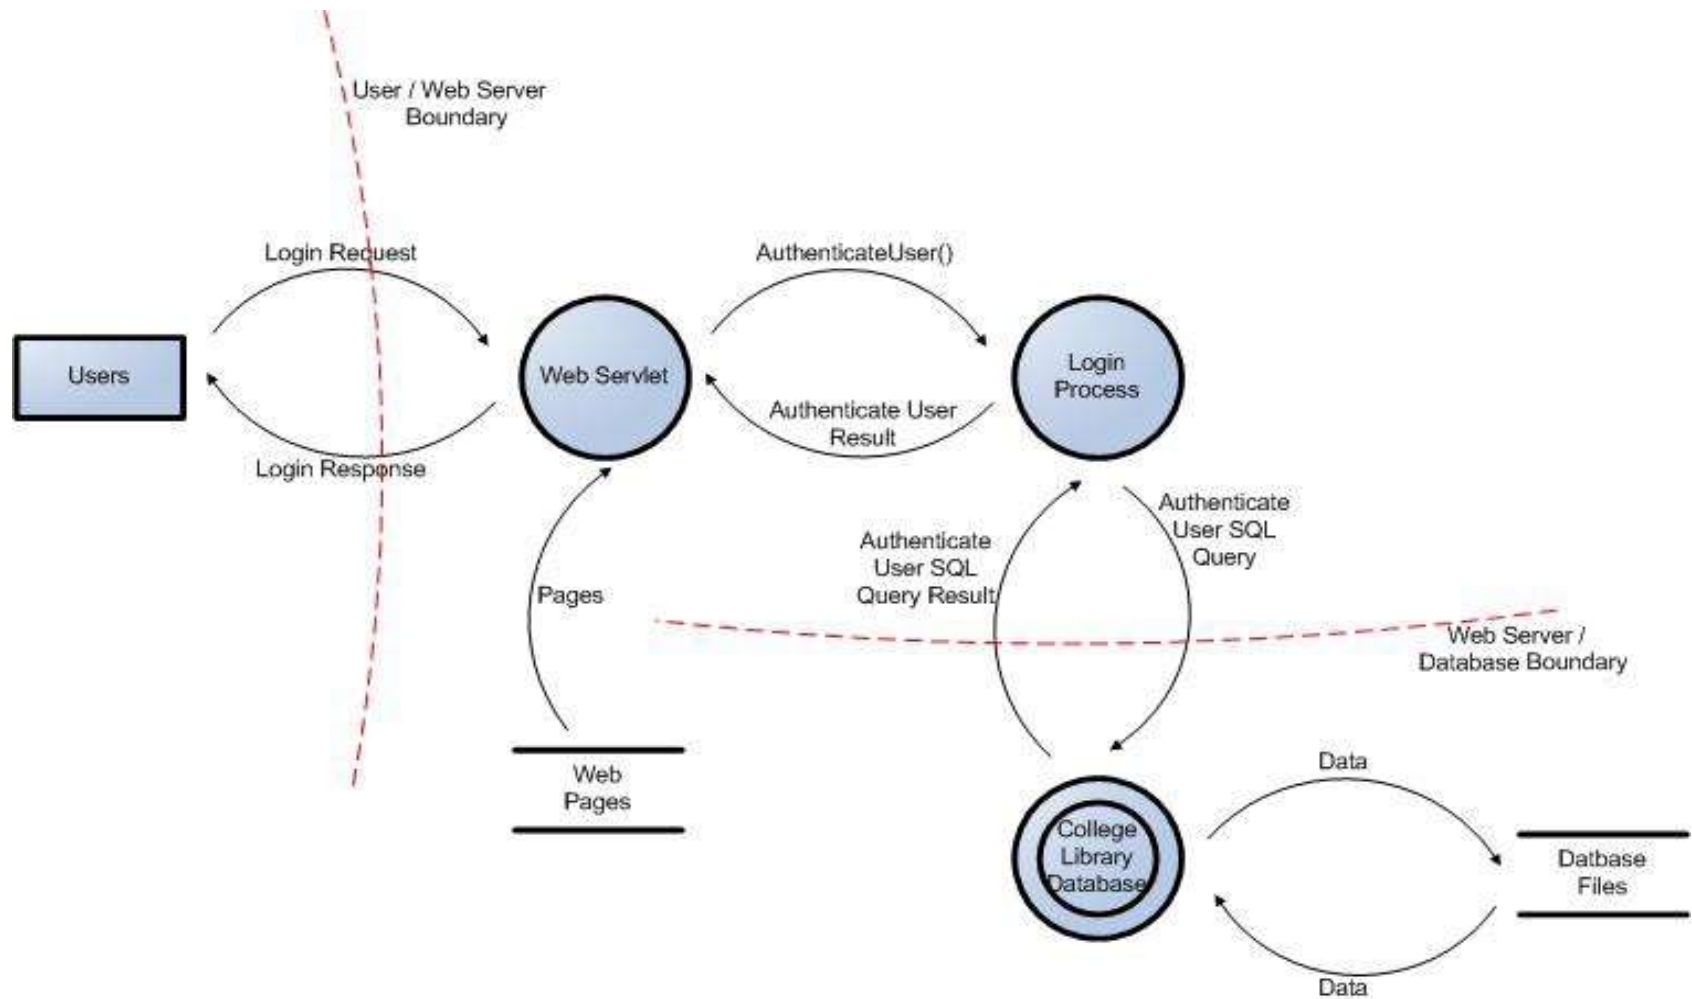 User / Web Server
Boundary
Login Request
AuthenticateUser()
Users
Web Servlet
Login
Process
Authenticate User
Result
Login Response
Authenticate
User SQL
Query
Authenticate
User SQL
Query Result
Pages
Web Server /
Database Boundary
Web
Pages
Data
College
Library
Database
Datbase
Files
Data